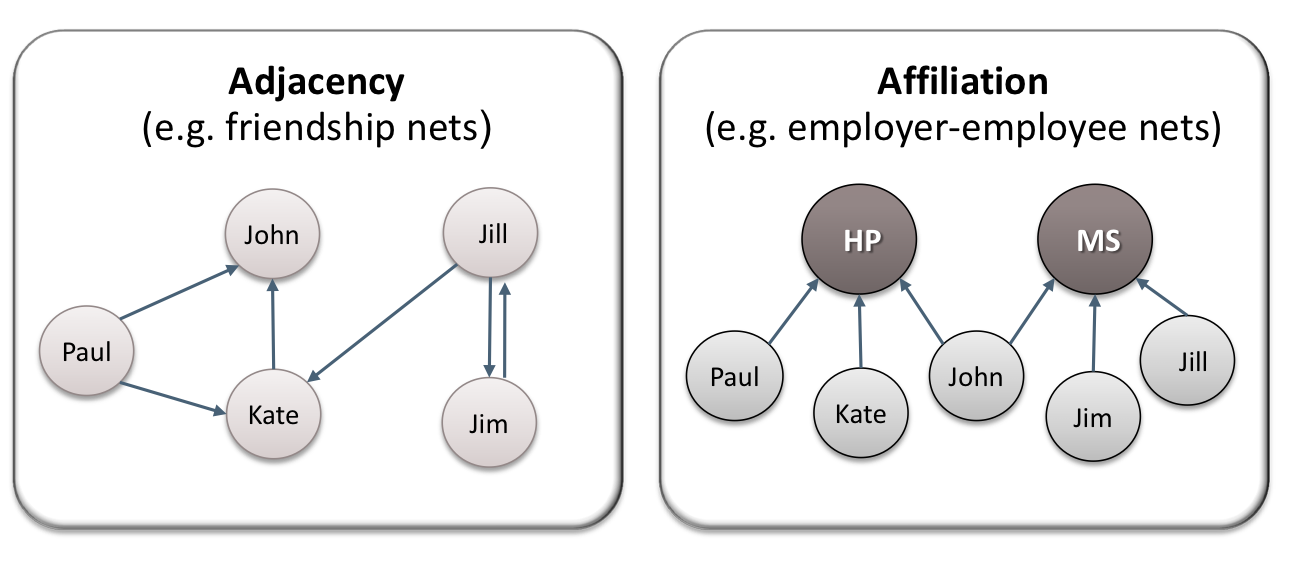 Adjacency
(e.g. friendship nets)
John
Jill
Paul
Kate
Jim
Affiliation
(e.g. employer-employee nets)
HP
MS
Paul
Kate
John
Jim
Jill